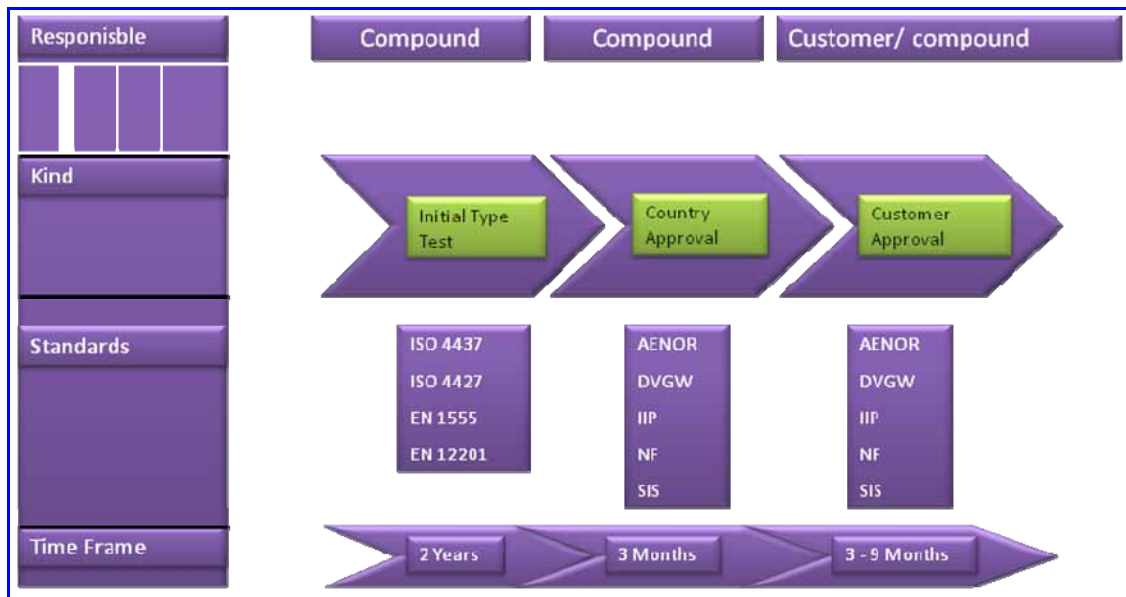 Responisble
Compound
Compound
Customer/ compound
Kind
Initial Type
Test
Country
Approval
Customer
Approval
Standards
ISO 4437
ISO 4427
EN 1555
EN 12201
AENOR
DVGW
IIP
NF
SIS
AENOR
DVGW
IIP
NF
SIS
Time Frame
2 Years
3 Months
3 - 9 Months